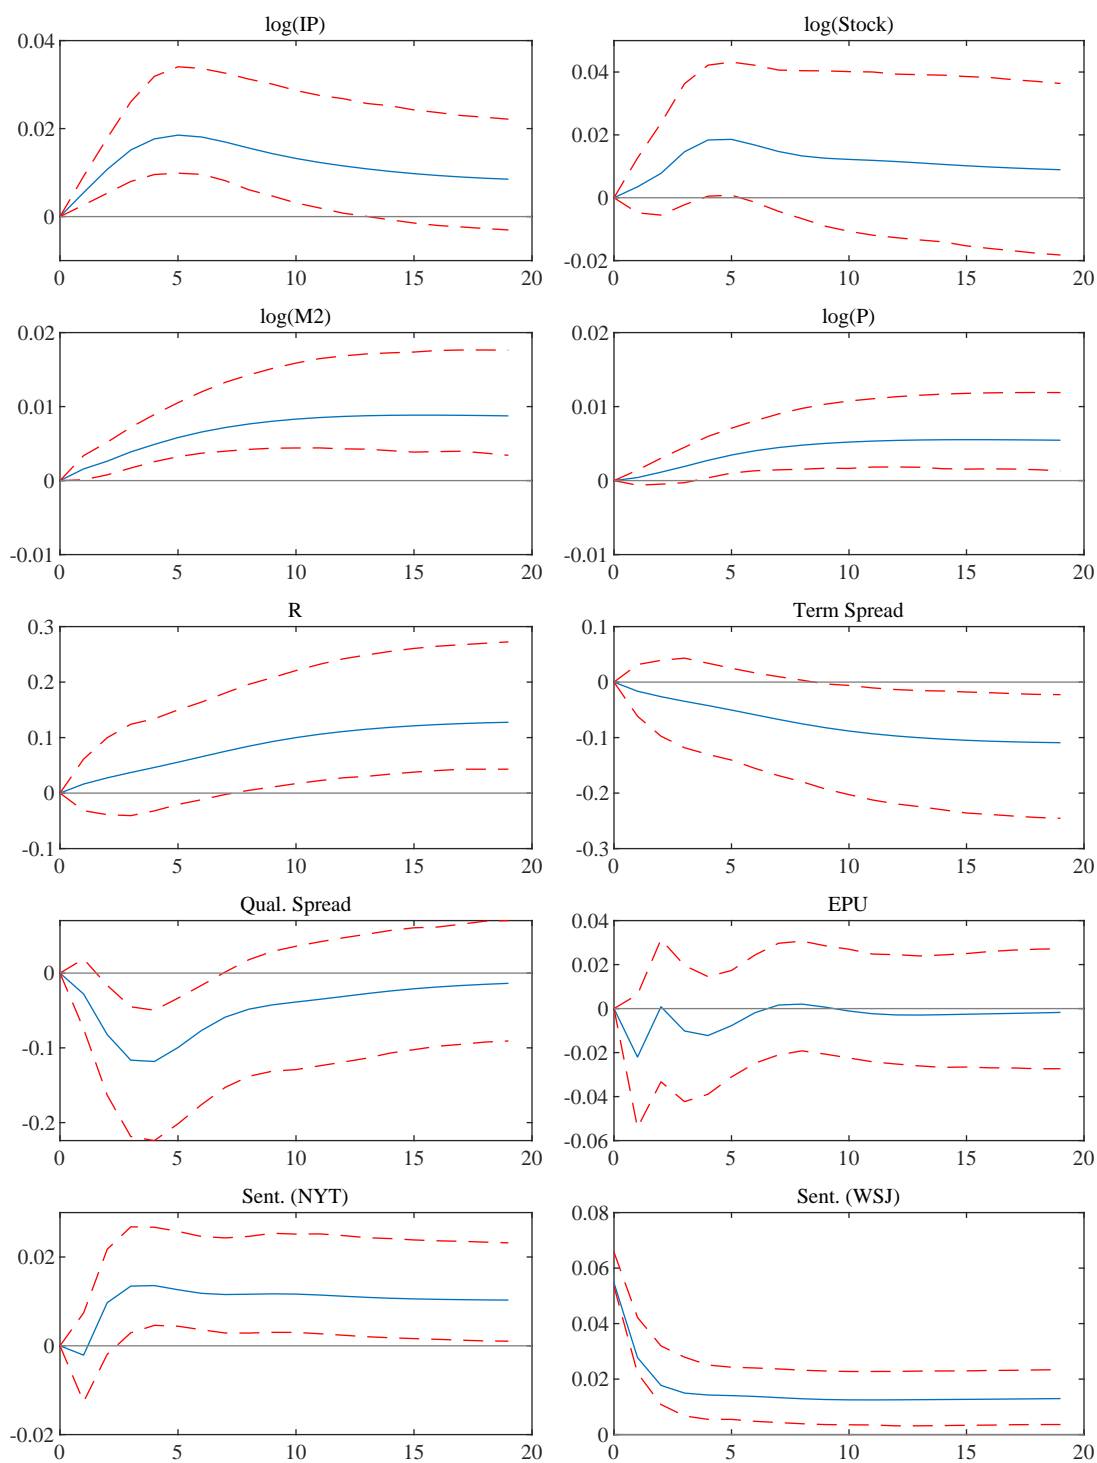 log(IP)
0.04
0.02
0
0 5 10 15 20
log(Stock)
0.04
0.02
0
-0.02
0 5 10 15 20
log(M2)
0.02
0.01
0
-0.01
0 5 10 15 20
log(P)
0.02
0.01
0
-0.01
0 5 10 15 20
R
0.3
0.2
0.1
0
-0.1
0 5 10 15 20
Term Spread
0.1
0
-0.1
-0.2
-0.3
0 5 10 15 20
Qual. Spread
0
-0.1
-0.2
0 5 10 15 20
EPU
0.04
0.02
0
-0.02
-0.04
-0.06
0 5 10 15 20
Sent. (NYT)
0.02
0
-0.02
0 5 10 15 20
Sent. (WSJ)
0.08
0.06
0.04
0.02
0
0 5 10 15 20